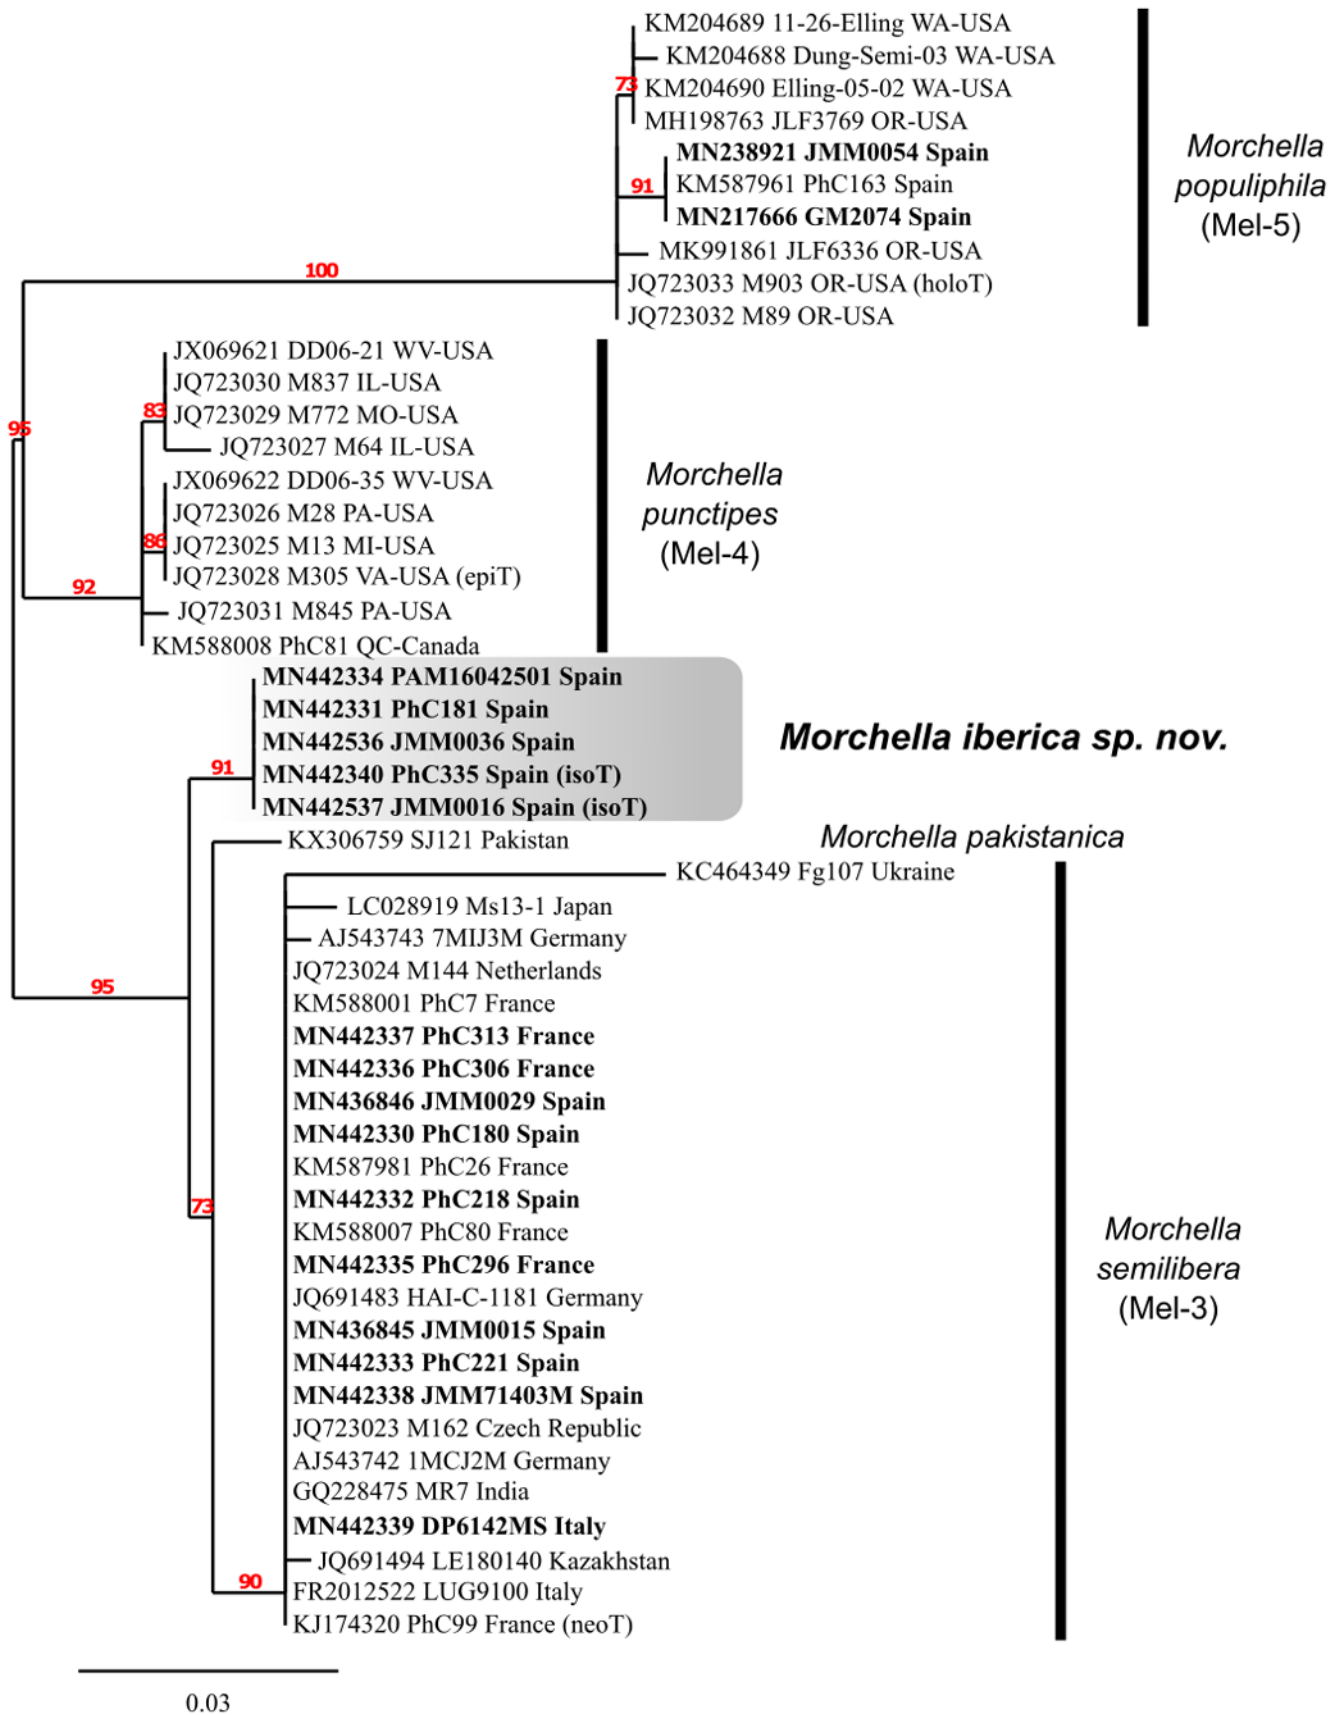 KM204689 11-26-Elling WA-USA
KM204688 Dung-Semi-03 WA-USA
73
KM204690 Elling-05-02 WA-USA
MH198763 JLF3769 OR-USA
MN238921 JMM0054 Spain
91
KM587961 PhC163 Spain
MN217666 GM2074 Spain
MK991861 JLF6336 OR-USA
100
JQ723033 M903 OR-USA (holoT)
JQ723032 M89 OR-USA
Morchella
populiphila
(Mel-5)
95
JX069621 DD06-21 WV-USA
JQ723030 M837 IL-USA
83
JQ723029 M772 MO-USA
JQ723027 M64 IL-USA
JX069622 DD06-35 WV-USA
JQ723026 M28 PA-USA
86
JQ723025 M13 MI-USA
JQ723028 M305 VA-USA (epiT)
92
JQ723031 M845 PA-USA
KM588008 PhC81 QC-Canada
Morchella
punctipes
(Mel-4)
MN442334 PAM16042501 Spain
MN442331 PhC181 Spain
MN442536 JMM0036 Spain
91
MN442340 PhC335 Spain (isoT)
MN442537 JMM0016 Spain (isoT)
Morchella iberica sp. nov.
KX306759 SJ121 Pakistan
Morchella pakistanica
KC464349 Fg107 Ukraine
LC028919 Ms13-1 Japan
AJ543743 7MIJ3M Germany
JQ723024 M144 Netherlands
95
KM588001 PhC7 France
MN442337 PhC313 France
MN442336 PhC306 France
MN436846 JMM0029 Spain
MN442330 PhC180 Spain
KM587981 PhC26 France
MN442332 PhC218 Spain
73
KM588007 PhC80 France
MN442335 PhC296 France
JQ691483 HAI-C-1181 Germany
MN436845 JMM0015 Spain
MN442333 PhC221 Spain
MN442338 JMM71403M Spain
JQ723023 M162 Czech Republic
AJ543742 1MCJ2M Germany
GQ228475 MR7 India
MN442339 DP6142MS Italy
JQ691494 LE180140 Kazakhstan
90
FR2012522 LUG9100 Italy
KJ174320 PhC99 France (neoT)
Morchella
semilibera
(Mel-3)
0.03